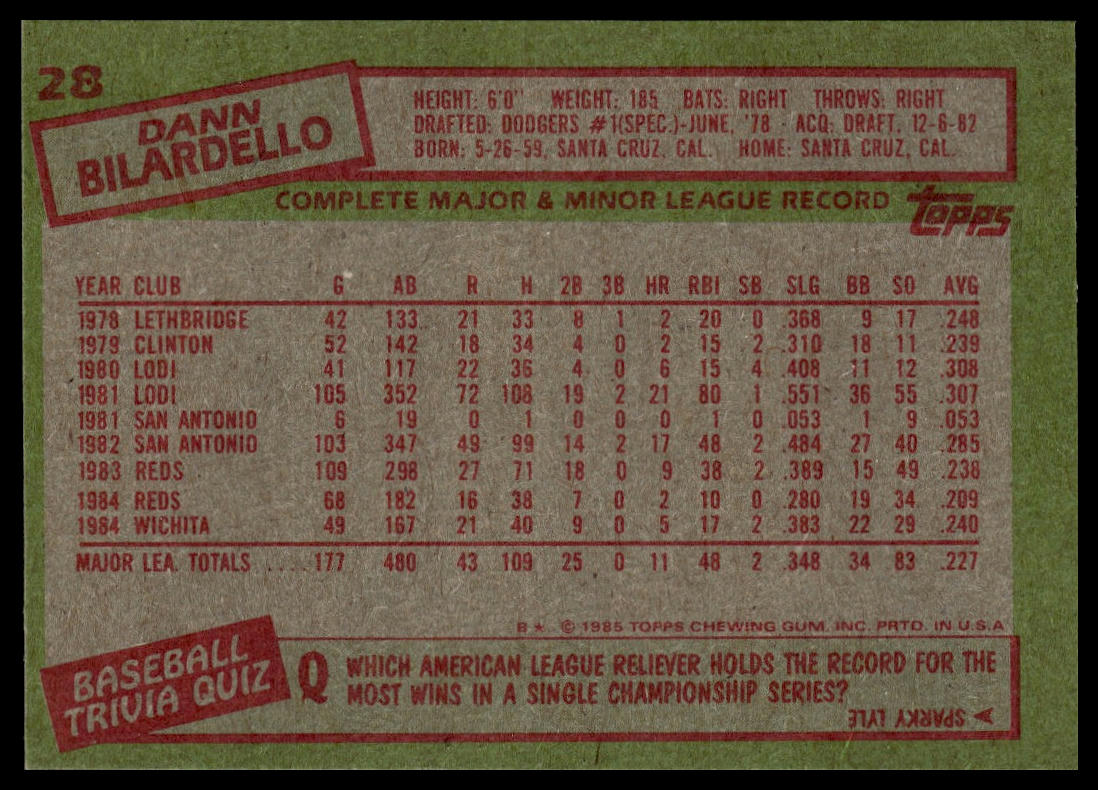 28
DANN
BILARDELLO
HEIGHT: 6'0" WEIGHT: 185 BATS: RIGHT THROWS: RIGHT
DRAFTED: DODGERS #1(SPEC.)-JUNE, '78 - ACQ: DRAFT, 12-6-82
BORN: 5-26-59, SANTA CRUZ, CAL. HOME: SANTA CRUZ, CAL.
COMPLETE MAJOR & MINOR LEAGUE RECORD
topps
YEAR CLUB G AB R H 2B 3B HR RBI SB SLG BB SO AVG
1978 LETHBRIDGE 42 133 21 33 8 1 2 20 0 .368 9 17 .248
1979 CLINTON 52 142 18 34 4 0 2 15 2 .310 18 11 .239
1980 LODI 41 117 22 36 4 0 6 15 4 .408 11 12 .308
1981 LODI 105 352 72 108 19 2 21 80 1 .551 36 55 .307
1981 SAN ANTONIO 6 19 0 1 0 0 0 1 0 .053 1 9 .053
1982 SAN ANTONIO 103 347 49 99 14 2 17 48 2 .484 27 40 .285
1983 REDS 109 298 27 71 18 0 9 38 2 .389 15 49 .238
1984 REDS 68 182 16 38 7 0 2 10 0 .280 19 34 .209
1984 WICHITA 49 167 21 40 9 0 5 17 2 .383 22 29 .240
MAJOR LEA. TOTALS .... 177 480 43 109 25 0 11 48 2 .348 34 83 .227
B★ © 1985 TOPPS CHEWING GUM, INC. PRTD. IN U.S.A
BASEBALL
TRIVIA QUIZ
Q WHICH AMERICAN LEAGUE RELIEVER HOLDS THE RECORD FOR THE
MOST WINS IN A SINGLE CHAMPIONSHIP SERIES?
A SPARKY LYLE